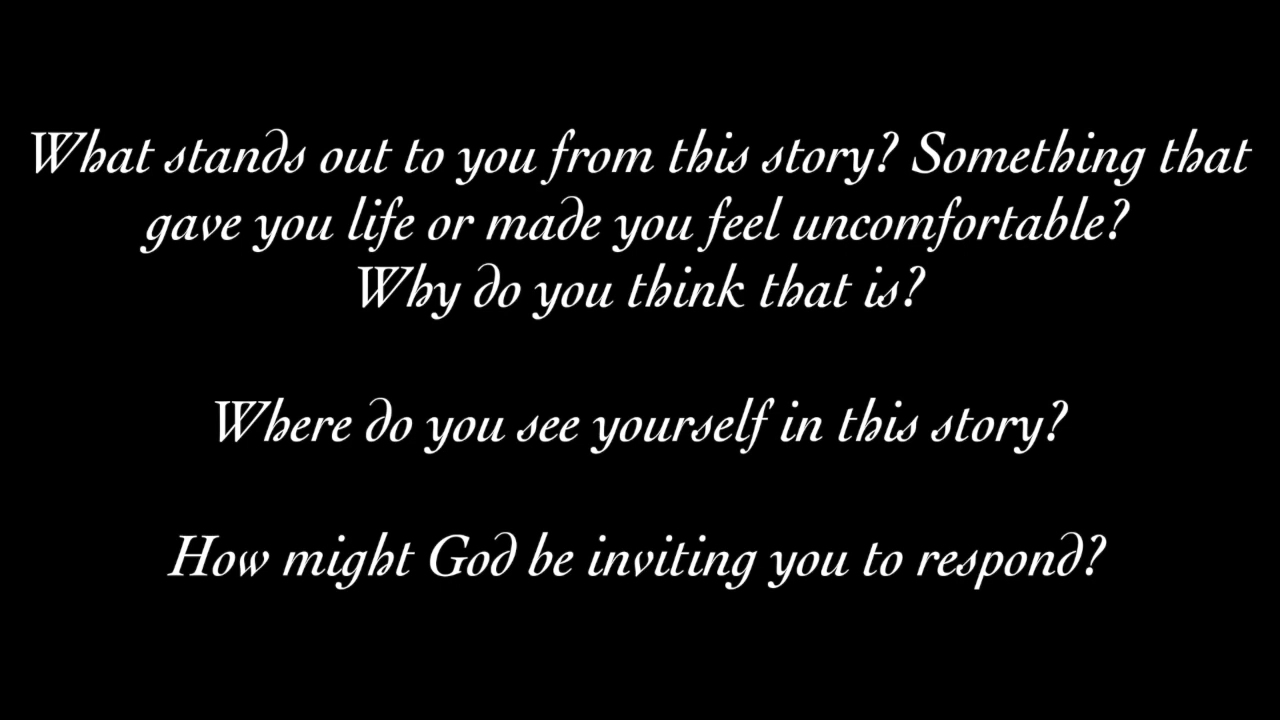 What stands out to you from this story? Something that
gave you life or made you feel uncomfortable?
Why do you think that is?
Where do you see yourself in this story?
How might God be inviting you to respond?